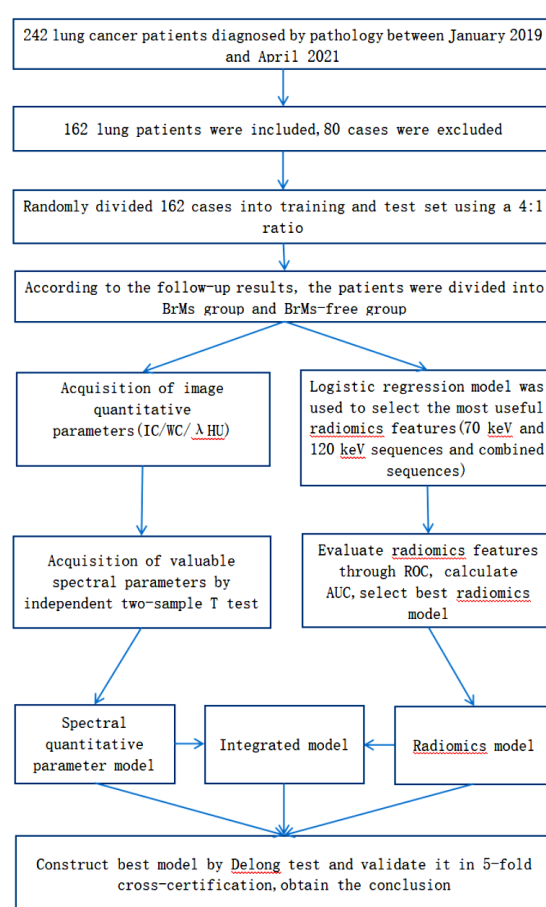 242 lung cancer patients diagnosed by pathology between January 2019
and April 2021
162 lung patients were included,80 cases were excluded
Randomly divided 162 cases into training and test set using a 4:1
ratio
According to the follow-up results, the patients were divided into
BrMs group and BrMs-free group
Acquisition of image
quantitative
parameters(IC/WC/λHU)
Logistic regression model was
used to select the most useful
radiomics features(70 keV and
120 keV sequences and combined
sequences)
Acquisition of valuable
spectral parameters by
independent two-sample T test
Evaluate radiomics features
through ROC, calculate
AUC,select best radiomics
model
Spectral
quantitative
parameter model
Integrated model
Radiomics model
Construct best model by Delong test and validate it in 5-fold
cross-certification,obtain the conclusion